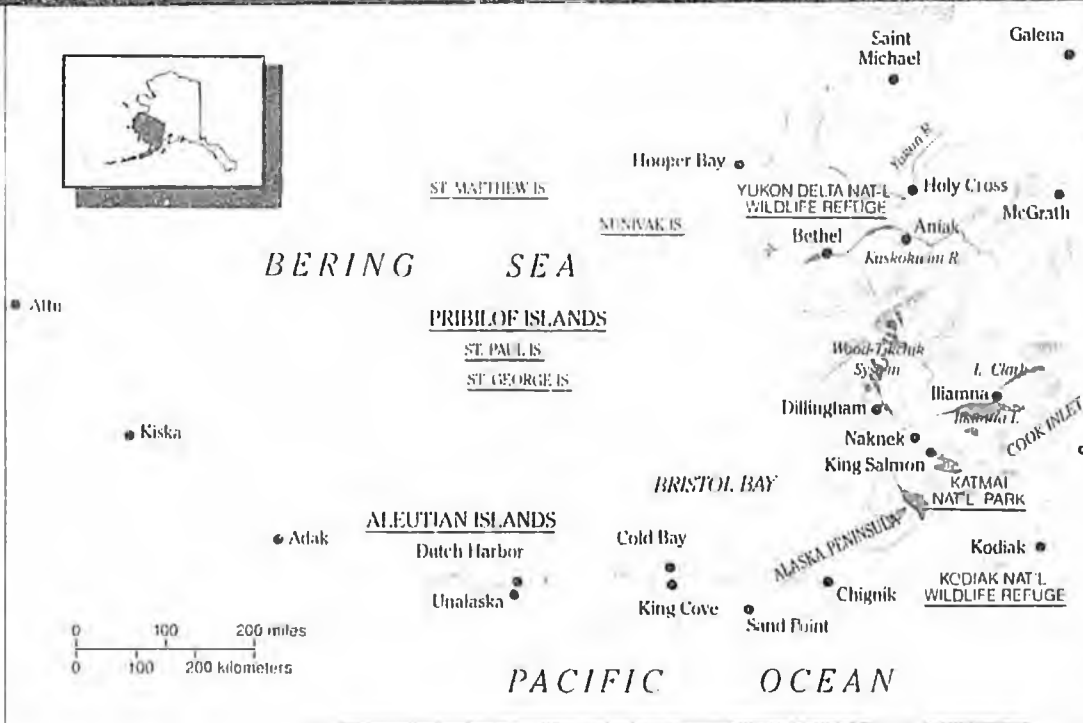 Saint
Michael
Galena
Hooper Bay
Yukon R.
ST. MATTHEW IS.
YUKON DELTA NAT'L
WILDLIFE REFUGE
Holy Cross
McGrath
NUNIVAK IS.
Bethel
Aniak
Kuskokwim R.
BERING SEA
Attu
PRIBILOF ISLANDS
ST. PAUL IS.
ST. GEORGE IS.
Wood-Tikchik
System
L. Clark
Iliamna
Dillingham
Iliamna L.
COOK INLET
Kiska
Naknek
King Salmon
BRISTOL BAY
KATMAI
NAT'L PARK
ALEUTIAN ISLANDS
Adak
Dutch Harbor
Cold Bay
ALASKA PENINSULA
Kodiak
Unalaska
King Cove
Chignik
KODIAK NAT'L
WILDLIFE REFUGE
Sand Point
0 100 200 miles
0 100 200 kilometers
PACIFIC OCEAN